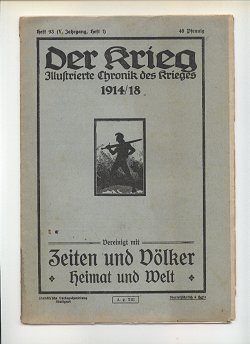 Heft 93 (V. Jahrgang, Heft 1)
40 Pfennig
Der Krieg
Illustrierte Chronik des Krieges
1914/18
Vereinigt mit
Zeiten und Völker
Heimat und Welt
Stuttgart